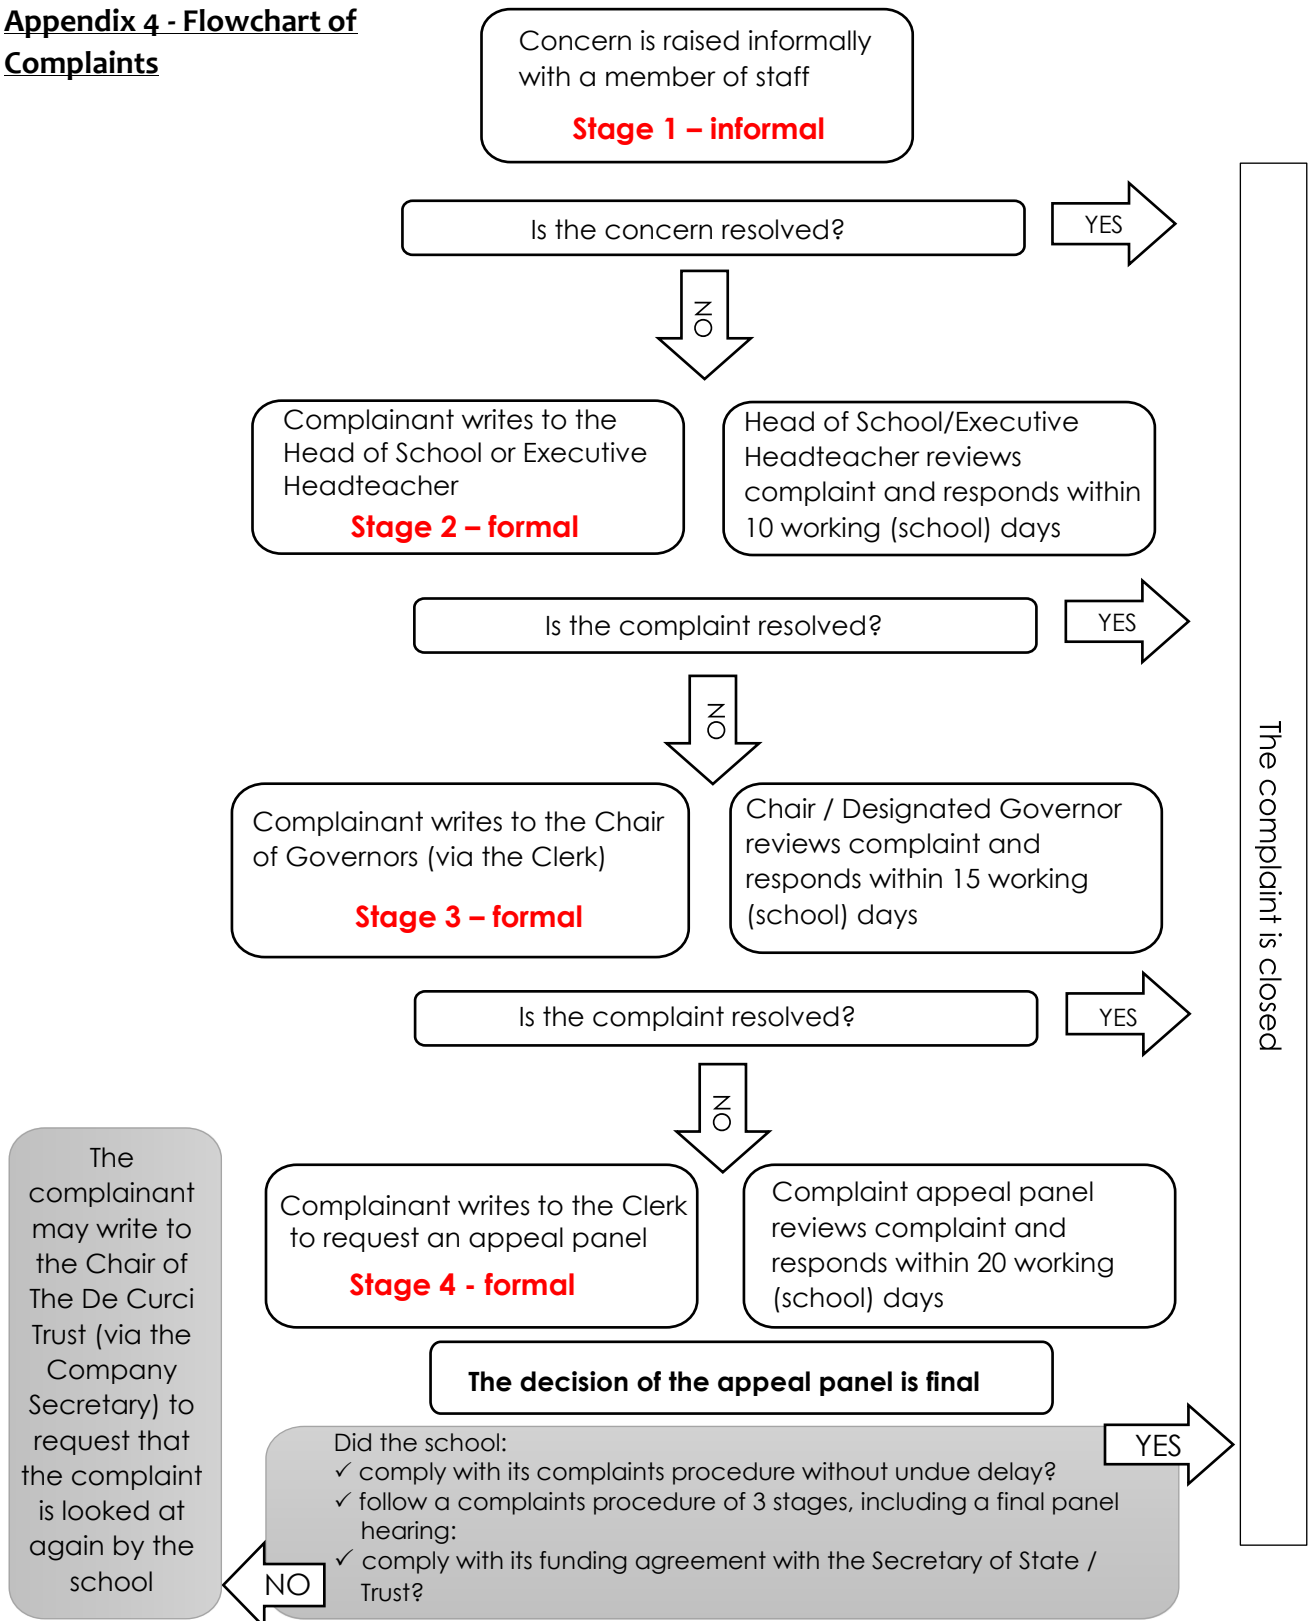 Appendix 4 - Flowchart of
Complaints
Concern is raised informally
with a member of staff
Stage 1 – informal
Is the concern resolved?
YES
NO
Complainant writes to the
Head of School or Executive
Headteacher
Stage 2 – formal
Head of School/Executive
Headteacher reviews
complaint and responds within
10 working (school) days
Is the complaint resolved?
YES
NO
Complainant writes to the Chair
of Governors (via the Clerk)
Stage 3 – formal
Chair / Designated Governor
reviews complaint and
responds within 15 working
(school) days
Is the complaint resolved?
YES
NO
Complainant writes to the Clerk
to request an appeal panel
Stage 4 - formal
Complaint appeal panel
reviews complaint and
responds within 20 working
(school) days
The decision of the appeal panel is final
Did the school:
✓ comply with its complaints procedure without undue delay?
✓ follow a complaints procedure of 3 stages, including a final panel
hearing:
✓ comply with its funding agreement with the Secretary of State /
Trust?
YES
NO
The
complainant
may write to
the Chair of
The De Curci
Trust (via the
Company
Secretary) to
request that
the complaint
is looked at
again by the
school
The complaint is closed